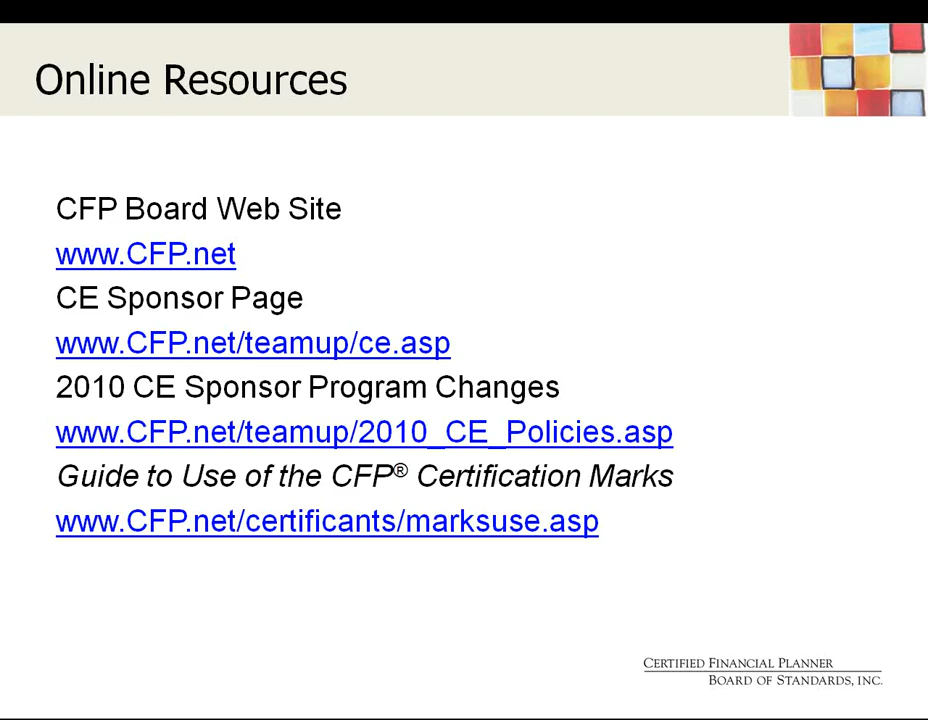 Online Resources
CFP Board Web Site
www.CFP.net
CE Sponsor Page
www.CFP.net/teamup/ce.asp
2010 CE Sponsor Program Changes
www.CFP.net/teamup/2010_CE_Policies.asp
Guide to Use of the CFP® Certification Marks
www.CFP.net/certificants/marksuse.asp
CERTIFIED FINANCIAL PLANNER
BOARD OF STANDARDS, INC.